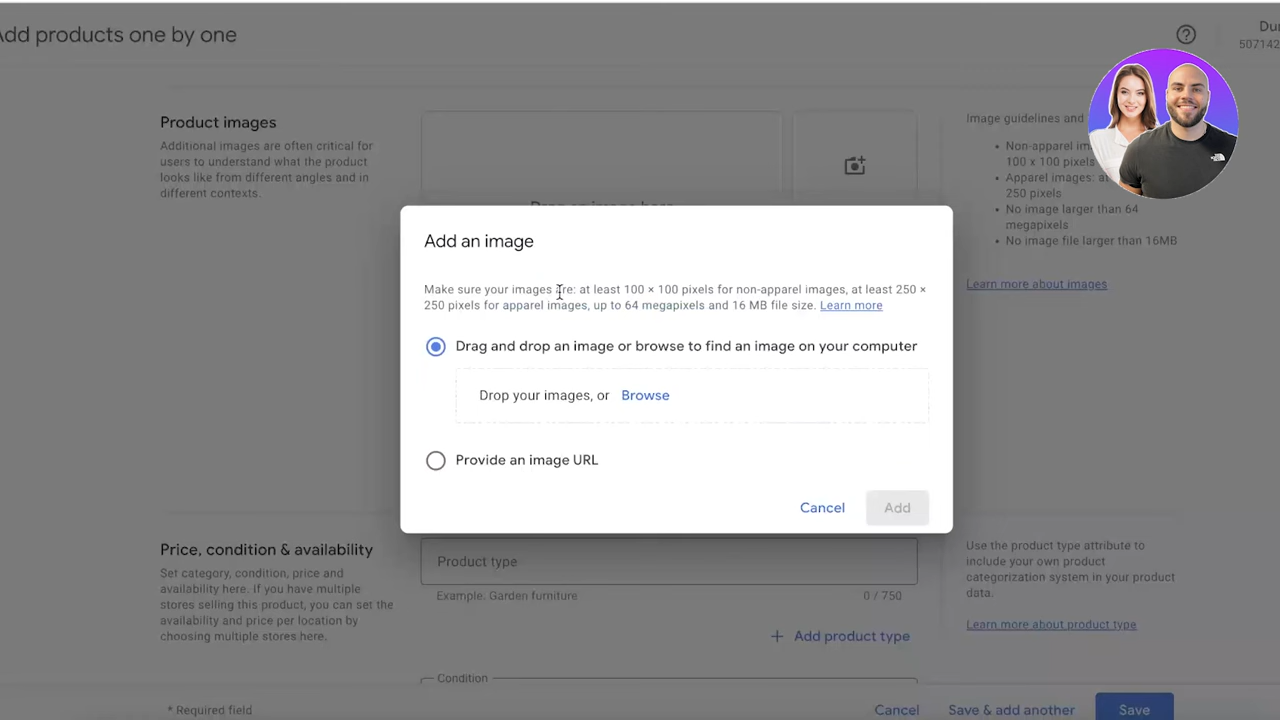 Add products one by one
Du
507142
Product images
Additional images are often critical for
users to understand what the product
looks like from different angles and in
different contexts.
Image guidelines and
Non-apparel im
100 x 100 pixels
Apparel images: at
250 pixels
No image larger than 64
megapixels
No image file larger than 16MB
Learn more about images
Add an image
Make sure your images are: at least 100 × 100 pixels for non-apparel images, at least 250 ×
250 pixels for apparel images, up to 64 megapixels and 16 MB file size. Learn more
Drag and drop an image or browse to find an image on your computer
Drop your images, or Browse
Provide an image URL
Cancel Add
Price, condition & availability
Set category, condition, price and
availability here. If you have multiple
stores selling this product, you can set the
availability and price per location by
choosing multiple stores here.
Product type
Example. Garden furniture 0 / 750
+ Add product type
Use the product type attribute to
include your own product
categorization system in your product
data.
Learn more about product type
Condition
* Required field
Cancel Save & add another Save